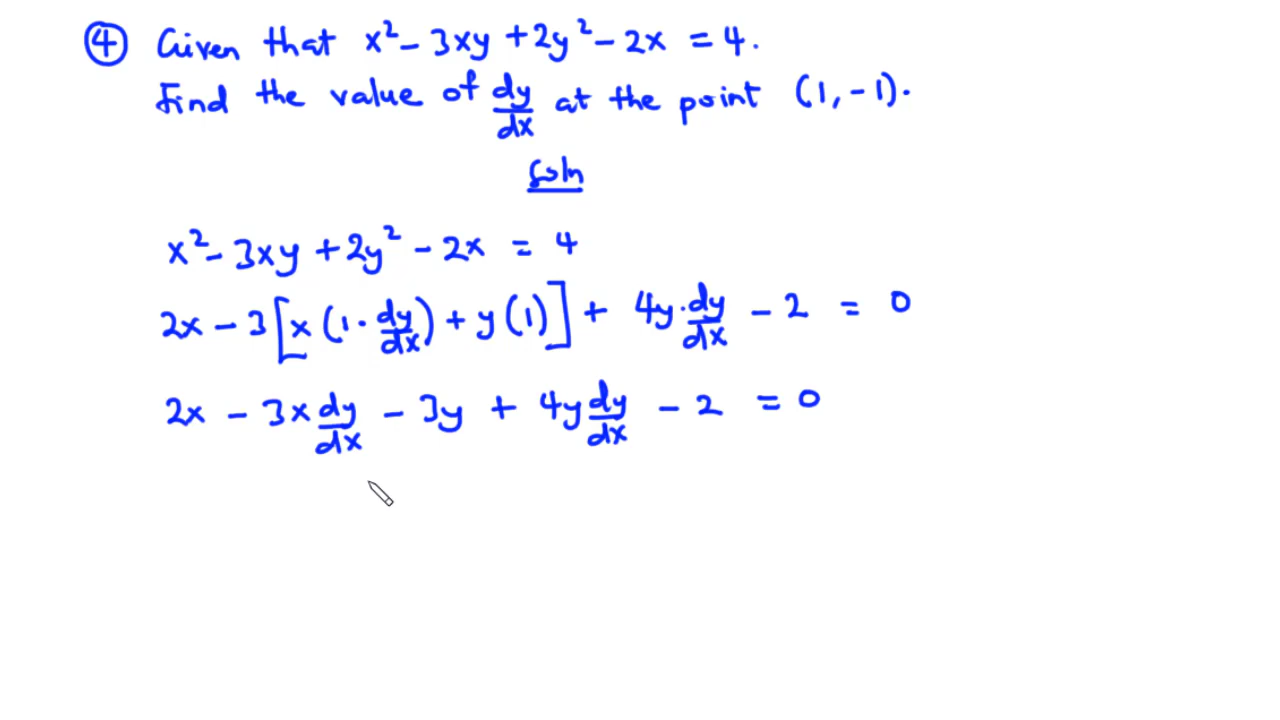 ④ Given that x² - 3xy + 2y² - 2x = 4.
Find the value of dy/dx at the point (1, -1).
Soln
x² - 3xy + 2y² - 2x = 4
2x - 3[x(1·dy/dx) + y(1)] + 4y·dy/dx - 2 = 0
2x - 3x dy/dx - 3y + 4y dy/dx - 2 = 0